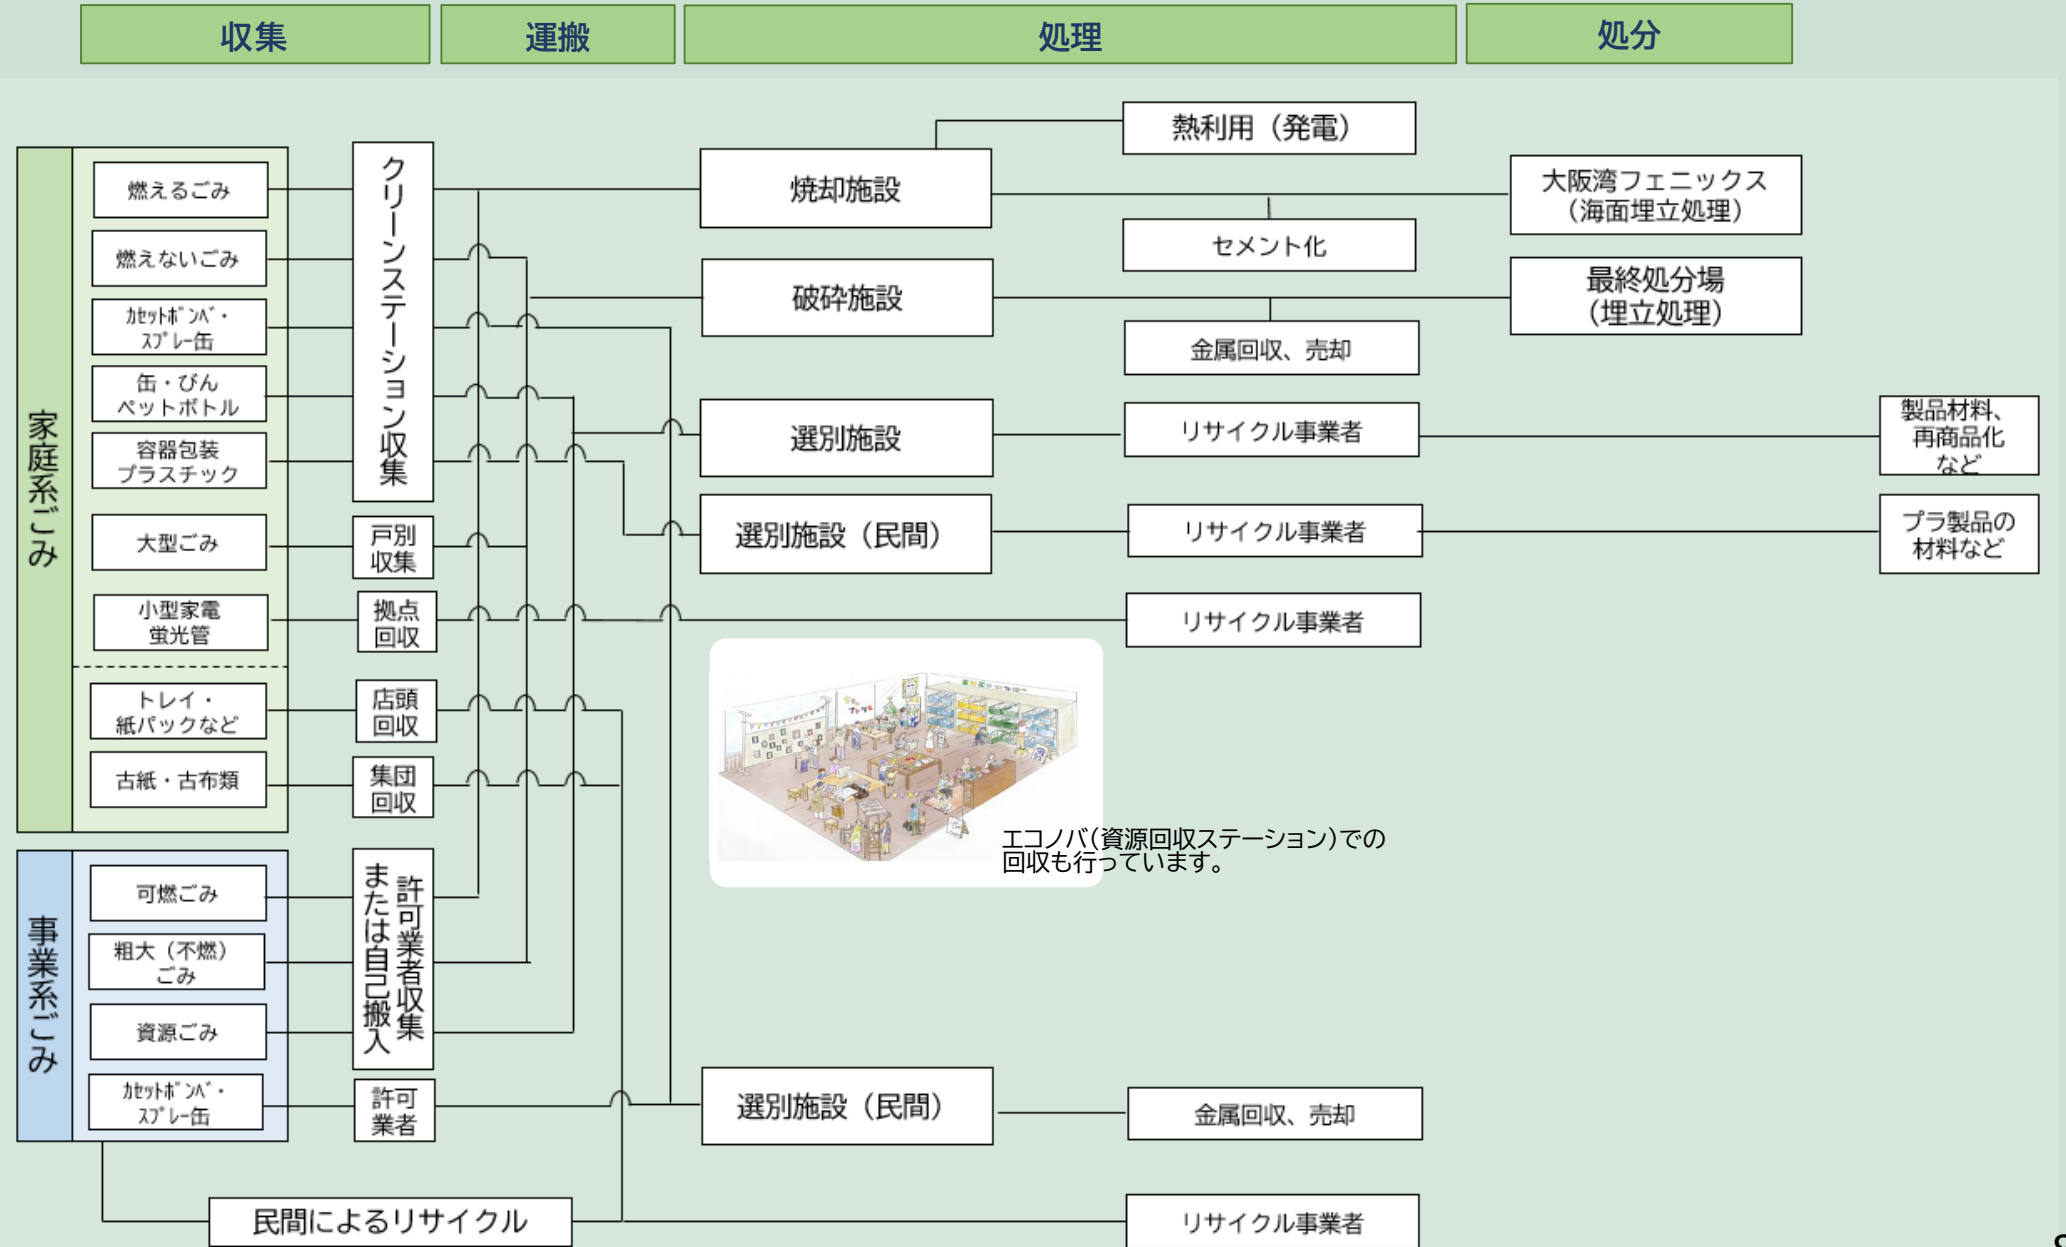 収集
運搬
処理
処分
家庭系ごみ
燃えるごみ
燃えないごみ
ｶｾｯﾄﾎﾞﾝﾍﾞ・
ｽﾌﾟﾚｰ缶
缶・びん
ペットボトル
容器包装
プラスチック
大型ごみ
小型家電
蛍光管
トレイ・
紙パックなど
古紙・古布類
クリーンステーション収集
戸別
収集
拠点
回収
店頭
回収
集団
回収
焼却施設
熱利用（発電）
セメント化
大阪湾フェニックス
（海面埋立処理）
破砕施設
金属回収、売却
最終処分場
（埋立処理）
選別施設
リサイクル事業者
製品材料、
再商品化
など
選別施設（民間）
リサイクル事業者
プラ製品の
材料など
リサイクル事業者
エコノバ(資源回収ステーション)での
回収も行っています。
事業系ごみ
可燃ごみ
粗大（不燃）
ごみ
資源ごみ
ｶｾｯﾄﾎﾞﾝﾍﾞ・
ｽﾌﾟﾚｰ缶
許可業者収集
または自己搬入
許可
業者
選別施設（民間）
金属回収、売却
民間によるリサイクル
リサイクル事業者